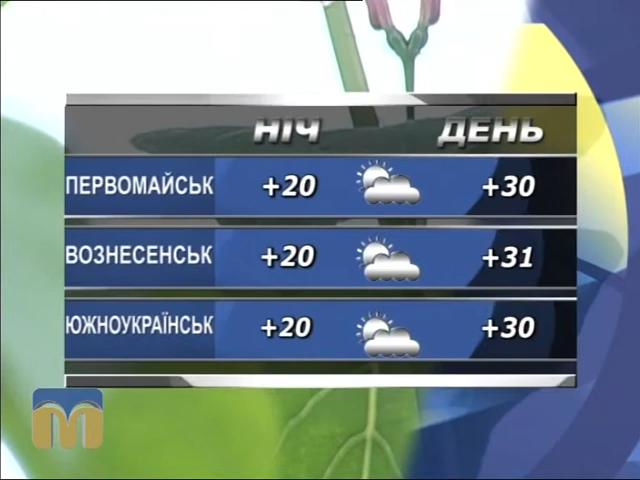 НІЧ ДЕНЬ
ПЕРВОМАЙСЬК +20 +30
ВОЗНЕСЕНСЬК +20 +31
ЮЖНОУКРАЇНСЬК +20 +30
М